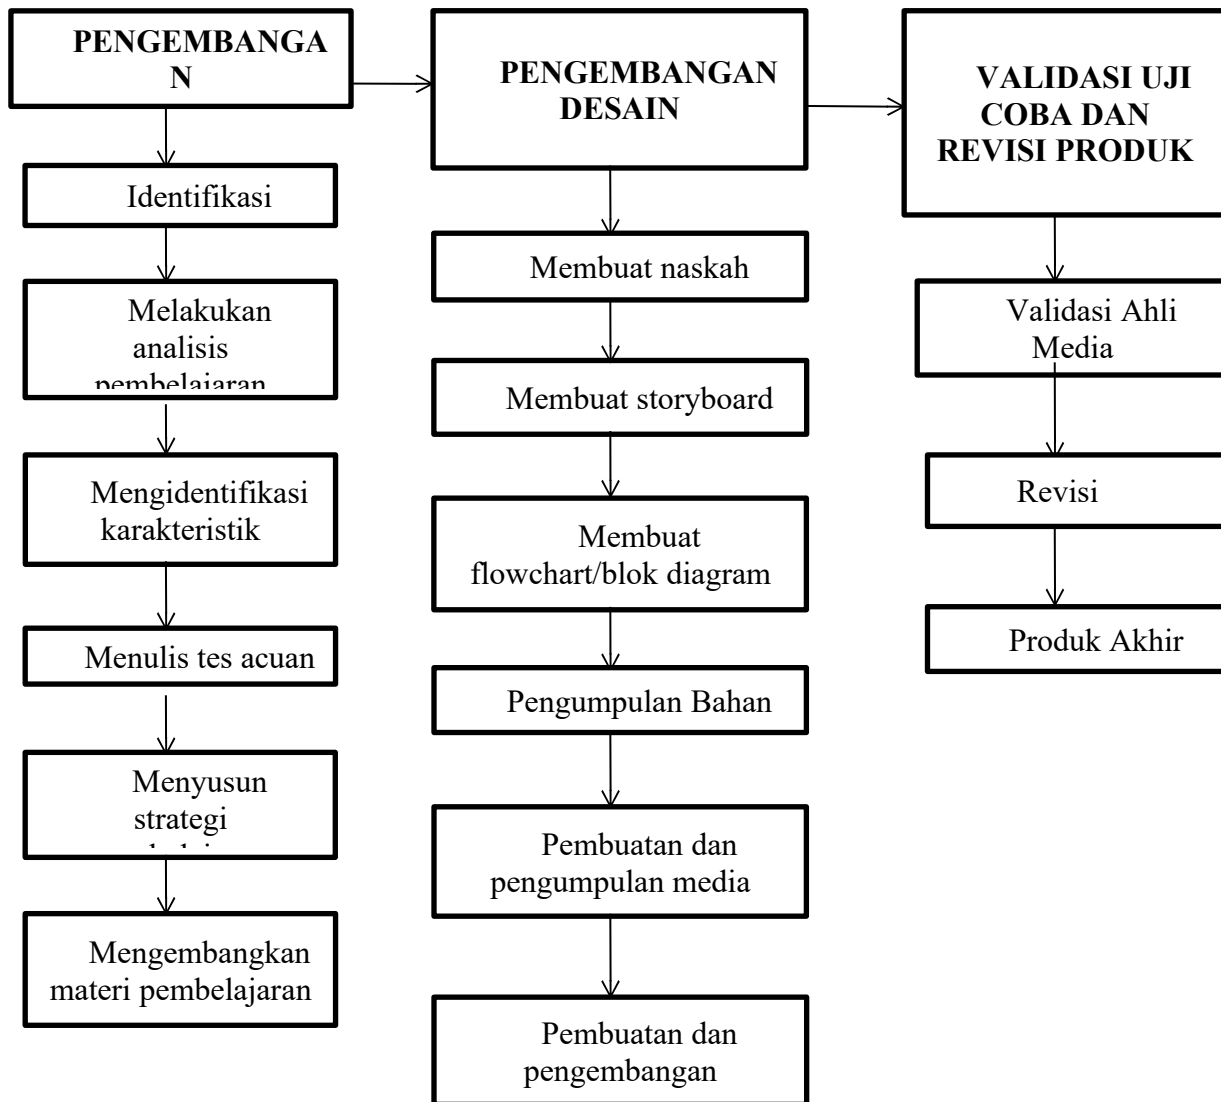 PENGEMBANGA
N
Identifikasi
Melakukan
analisis
pembelajaran
Mengidentifikasi
karakteristik
Menulis tes acuan
Menyusun
strategi
Mengembangkan
materi pembelajaran
PENGEMBANGAN
DESAIN
Membuat naskah
Membuat storyboard
Membuat
flowchart/blok diagram
Pengumpulan Bahan
Pembuatan dan
pengumpulan media
Pembuatan dan
pengembangan
VALIDASI UJI
COBA DAN
REVISI PRODUK
Validasi Ahli
Media
Revisi
Produk Akhir